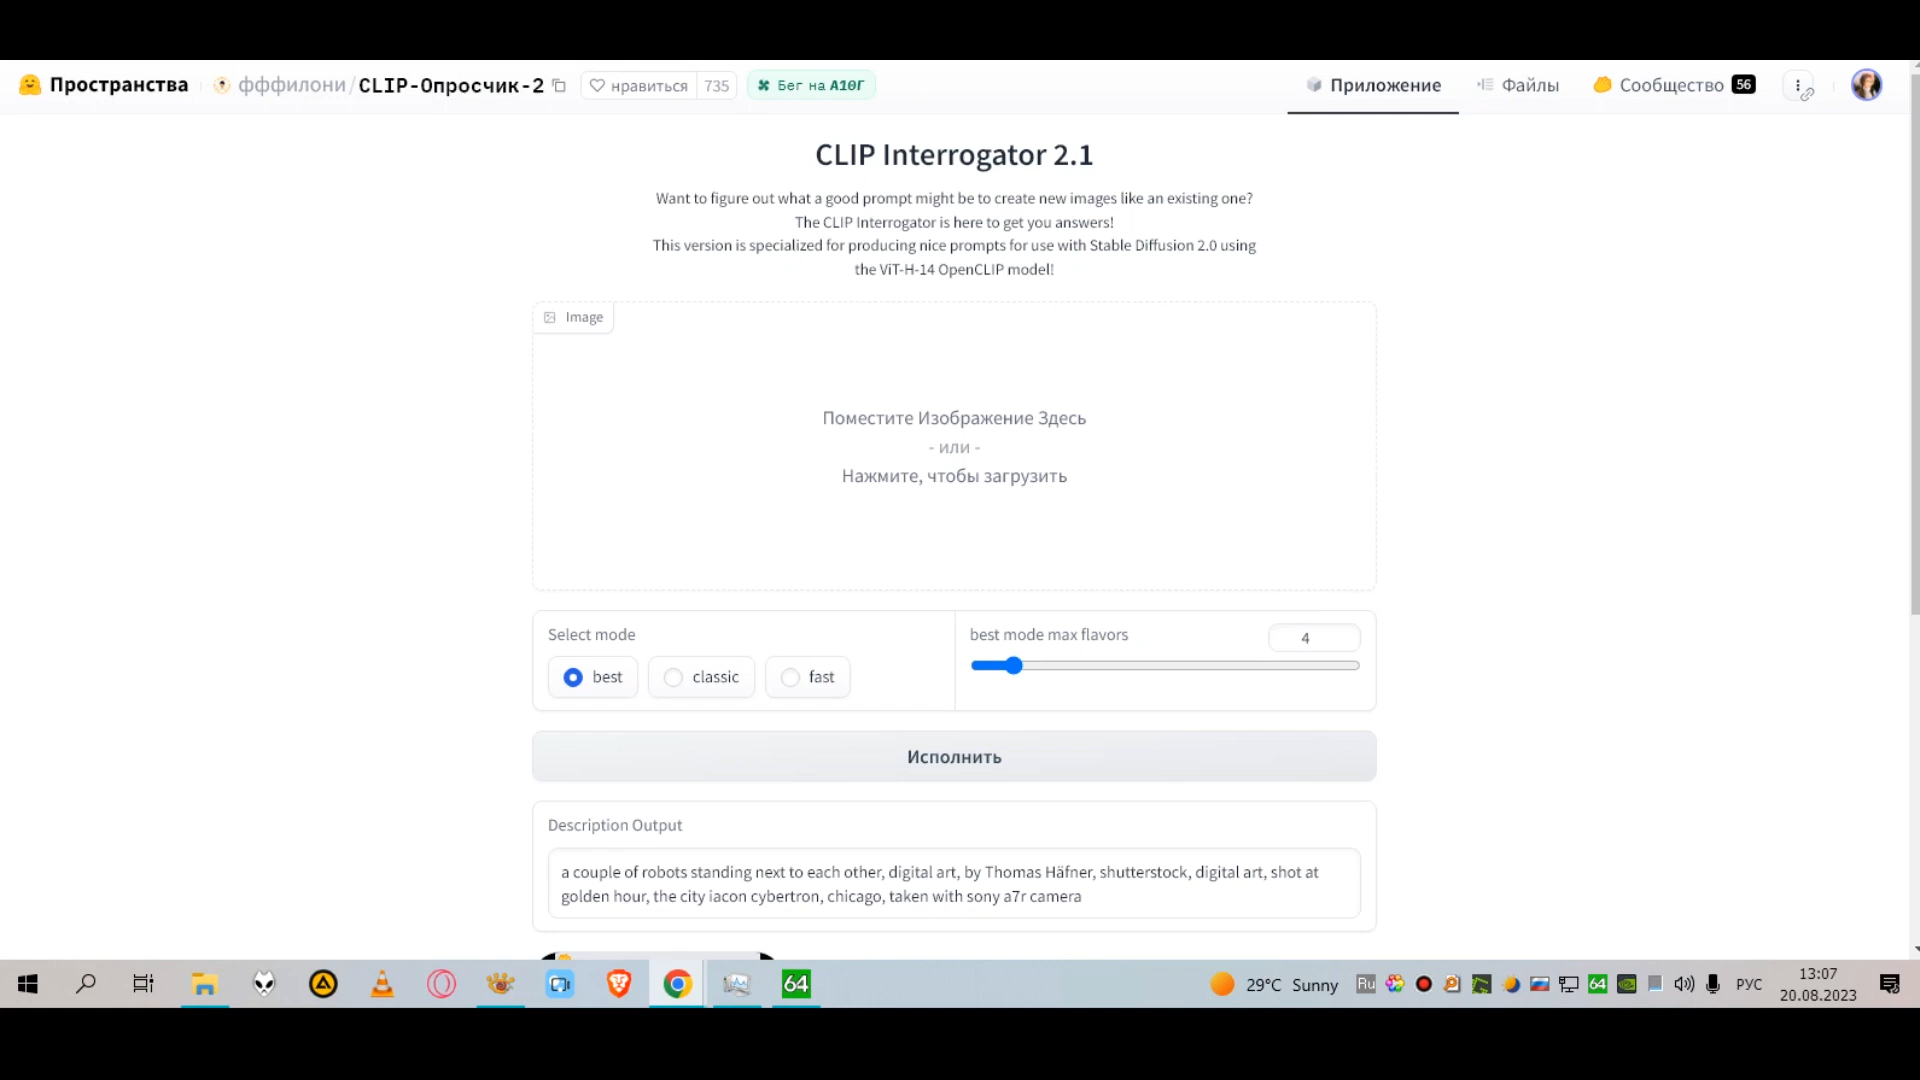 Пространства фффилони/CLIP-Опросчик-2 нравиться 735 Бег на A10Г Приложение Файлы Сообщество 56
CLIP Interrogator 2.1
Want to figure out what a good prompt might be to create new images like an existing one?
The CLIP Interrogator is here to get you answers!
This version is specialized for producing nice prompts for use with Stable Diffusion 2.0 using
the ViT-H-14 OpenCLIP model!
Image
Поместите Изображение Здесь
- или -
Нажмите, чтобы загрузить
Select mode
best classic fast
best mode max flavors 4
Исполнить
Description Output
a couple of robots standing next to each other, digital art, by Thomas Häfner, shutterstock, digital art, shot at
golden hour, the city iacon cybertron, chicago, taken with sony a7r camera
64 29°C Sunny Ru 64 РУС 13:07
20.08.2023